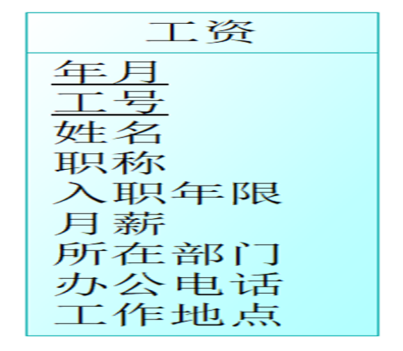 工资
年月
工号
姓名
职称
入职年限
月薪
所在部门
办公电话
工作地点